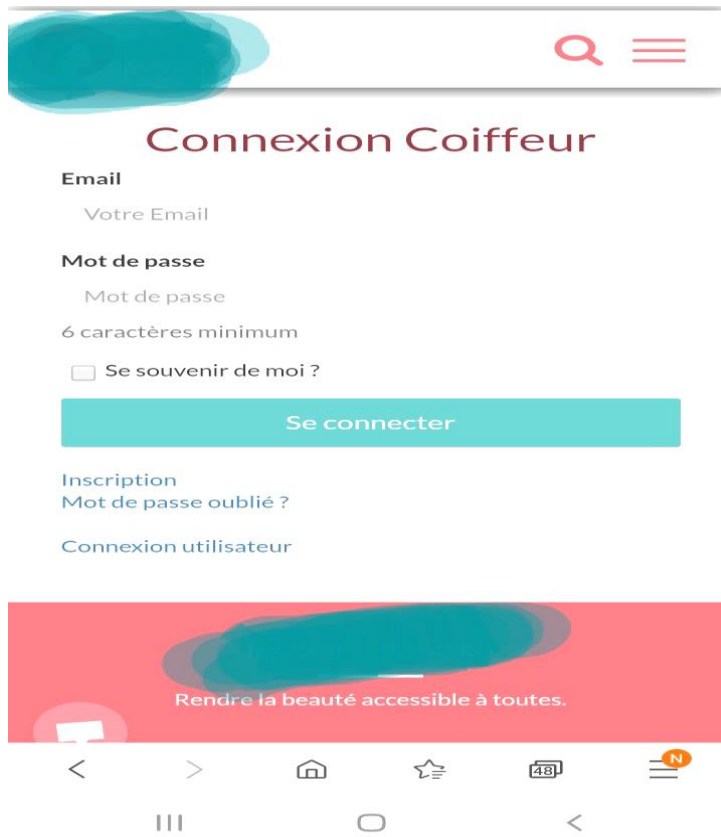 Connexion Coiffeur
Email
Votre Email
Mot de passe
Mot de passe
6 caractères minimum
Se souvenir de moi ?
Se connecter
Inscription
Mot de passe oublié ?
Connexion utilisateur
Rendre la beauté accessible à toutes.
48
N